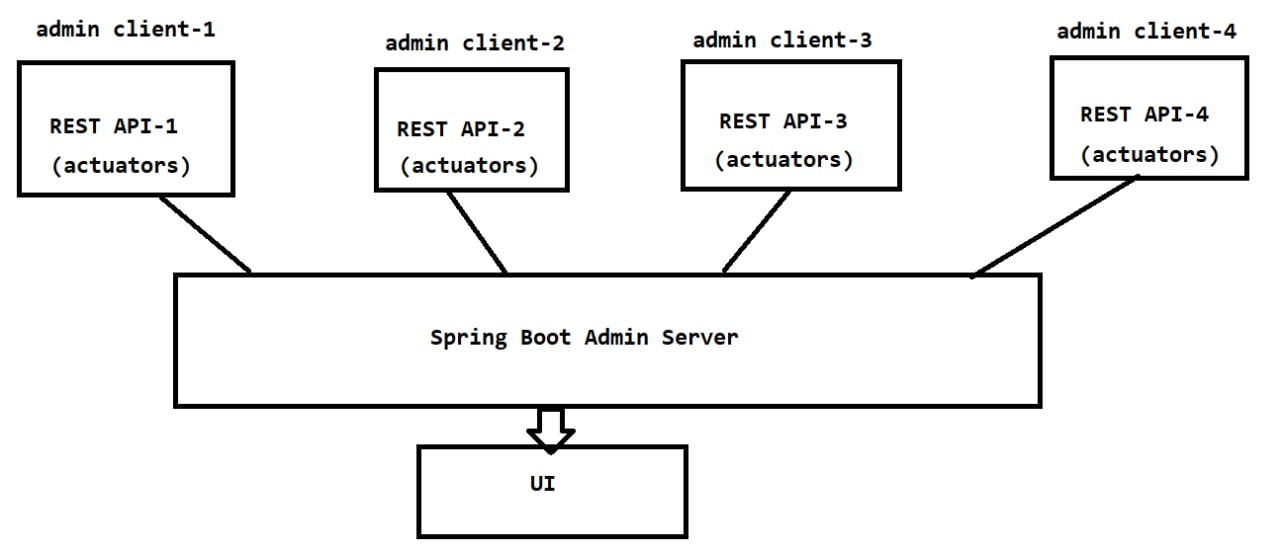 admin client-1
admin client-2
admin client-3
admin client-4
REST API-1
(actuators)
REST API-2
(actuators)
REST API-3
(actuators)
REST API-4
(actuators)
Spring Boot Admin Server
UI